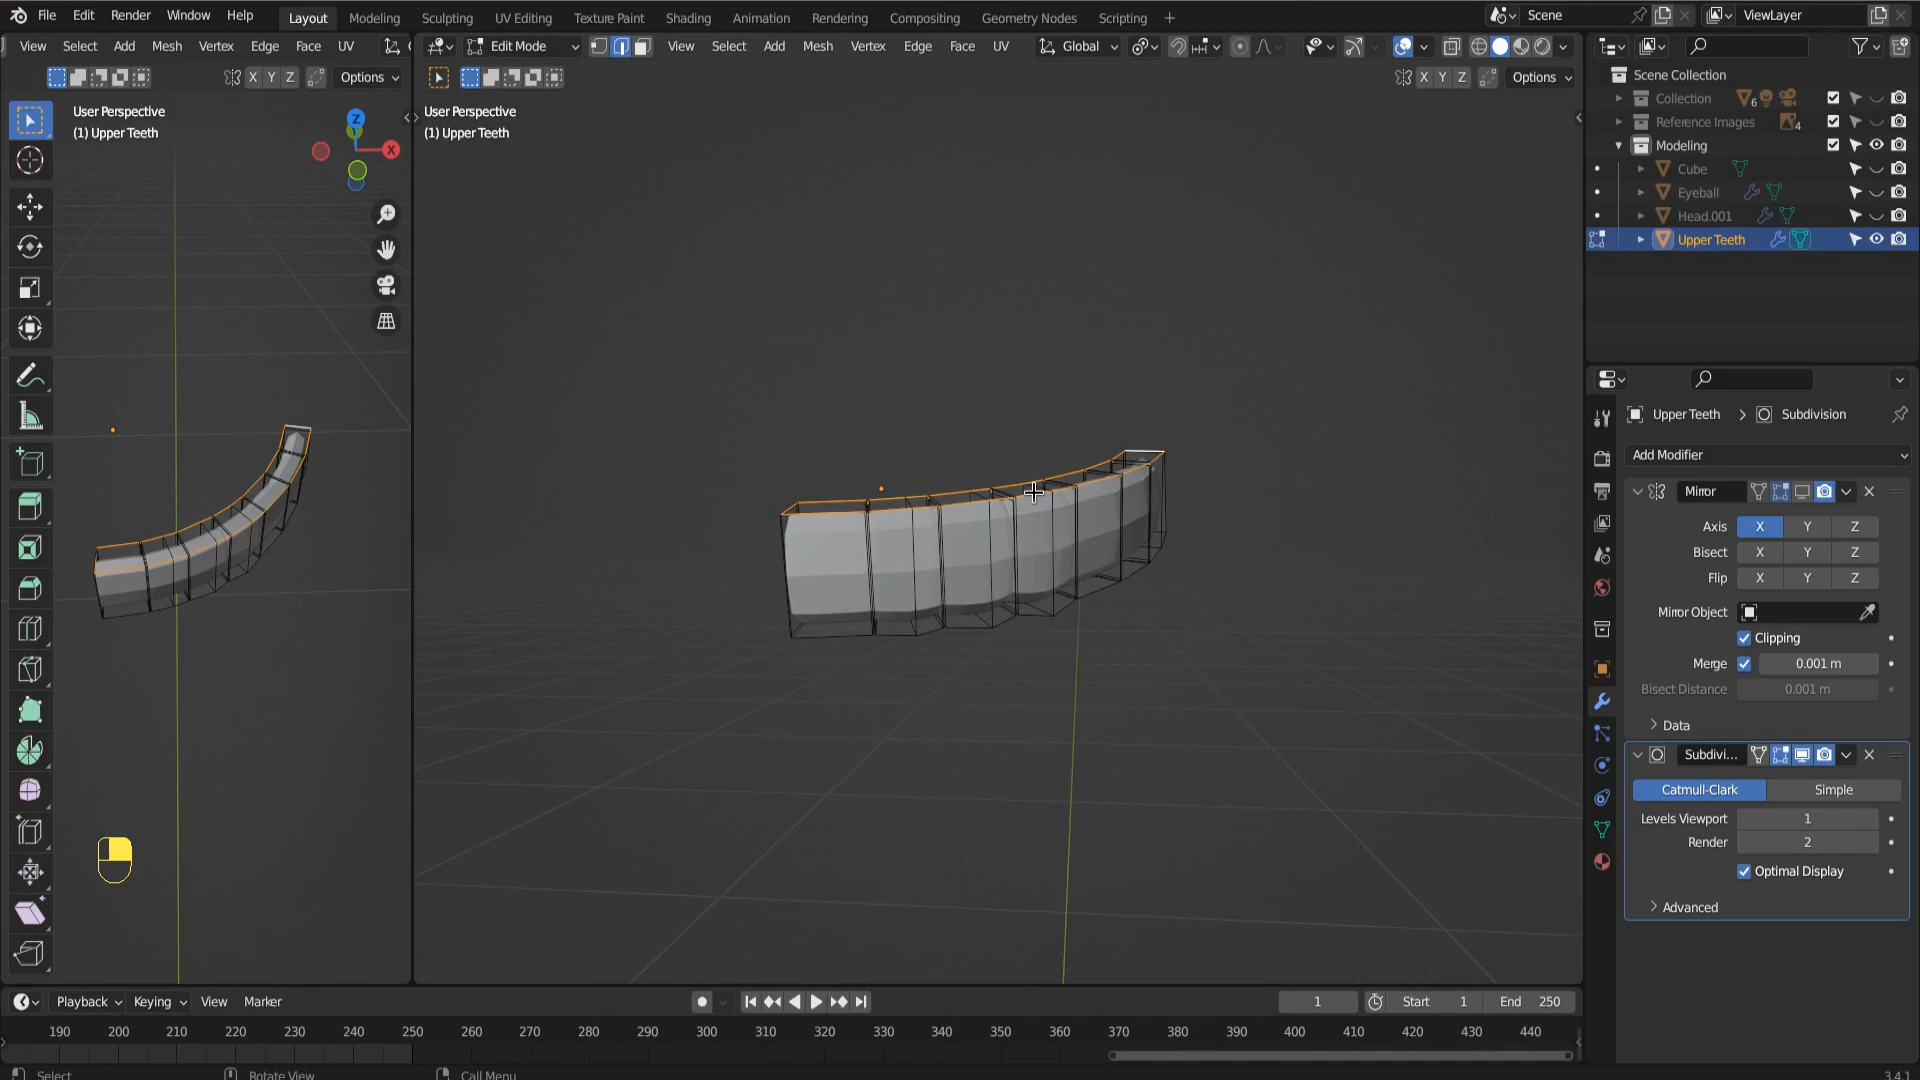 File Edit Render Window Help Layout Modeling Sculpting UV Editing Texture Paint Shading Animation Rendering Compositing Geometry Nodes Scripting + Scene ViewLayer
View Select Add Mesh Vertex Edge Face UV Edit Mode View Select Add Mesh Vertex Edge Face UV Global
X Y Z Options X Y Z Options
Scene Collection
User Perspective
(1) Upper Teeth
Z
X
User Perspective
(1) Upper Teeth
Collection 6
Reference Images 4
Modeling
Cube
Eyeball
Head.001
Upper Teeth
Upper Teeth > Subdivision
Add Modifier
Mirror
Axis X Y Z
Bisect X Y Z
Flip X Y Z
Mirror Object
Clipping
Merge 0.001 m
Bisect Distance 0.001 m
Data
Subdivi...
Catmull-Clark Simple
Levels Viewport 1
Render 2
Optimal Display
Advanced
Playback Keying View Marker 1 Start 1 End 250
190 200 210 220 230 240 250 260 270 280 290 300 310 320 330 340 350 360 370 380 390 400 410 420 430 440
Select Rotate View Call Menu 3.4.1